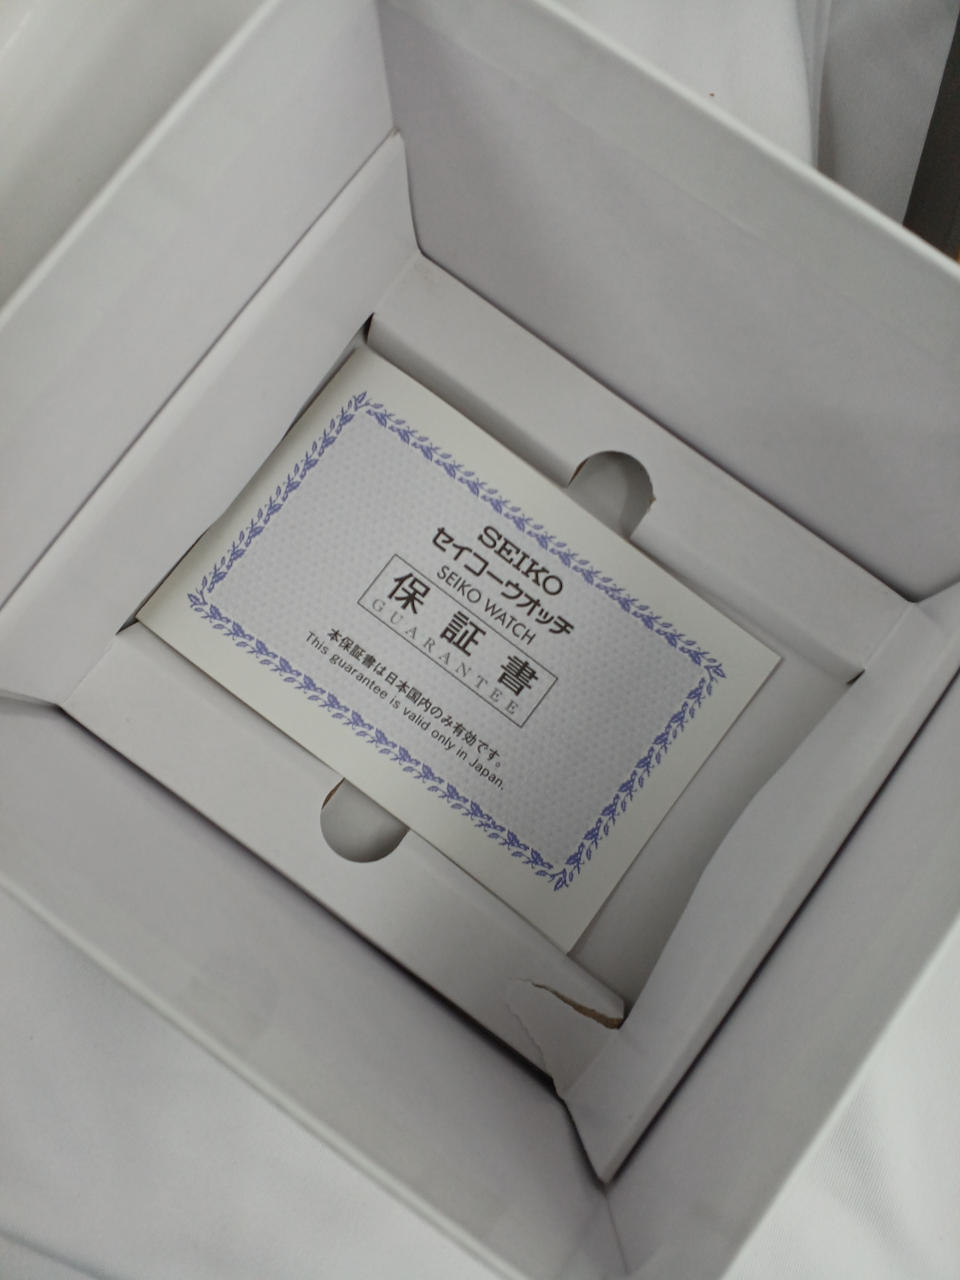 SEIKO
セイコーウオッチ
SEIKO WATCH
保証書
GUARANTEE
本保証書は日本国内のみ有効です。
This guarantee is valid only in Japan.